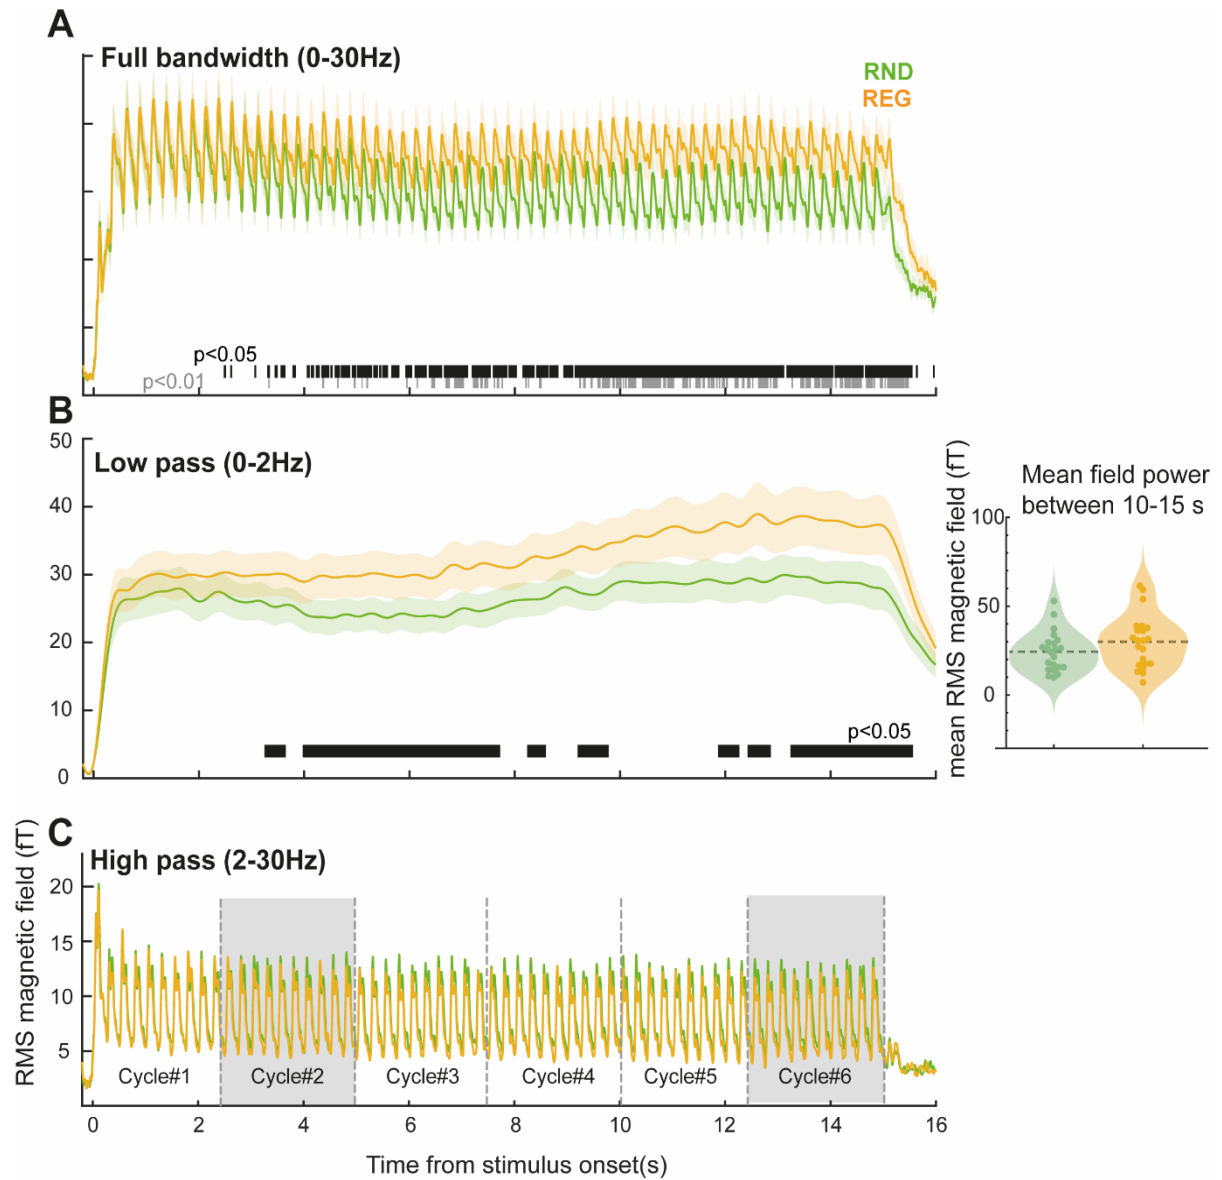 A
Full bandwidth (0-30Hz)
RND
REG
p<0.05
p<0.01
B
Low pass (0-2Hz)
50
40
30
20
10
0
p<0.05
mean RMS magnetic field (fT)
Mean field power
between 10-15 s
100
50
0
C
High pass (2-30Hz)
RMS magnetic field (fT)
20
15
10
5
Cycle#1 Cycle#2 Cycle#3 Cycle#4 Cycle#5 Cycle#6
0 2 4 6 8 10 12 14 16
Time from stimulus onset(s)